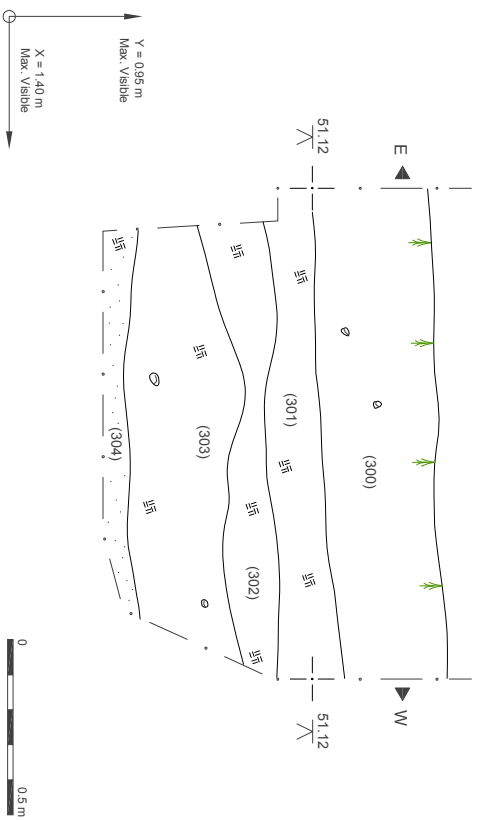 E
W
51.12
51.12
(300)
(301)
(302)
(303)
(304)
Y = 0.95 m
Max. Visible
X = 1.40 m
Max. Visible
0
0.5 m